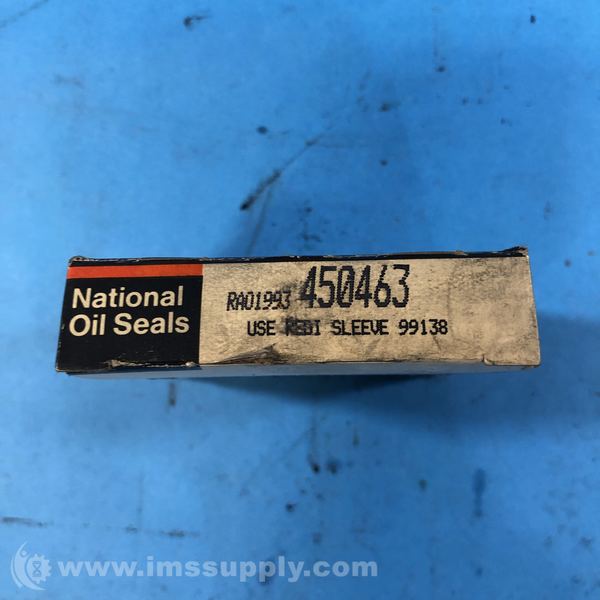 National
Oil Seals
RA01993 450463
USE REDI SLEEVE 99138
www.imssupply.com